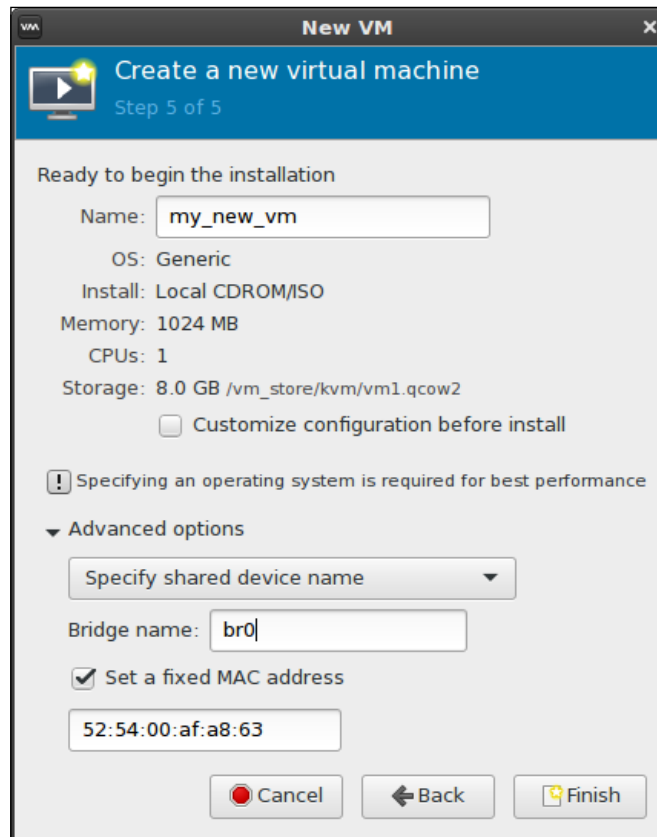 vm
New VM
Create a new virtual machine
Step 5 of 5
Ready to begin the installation
Name: my_new_vm
OS: Generic
Install: Local CDROM/ISO
Memory: 1024 MB
CPUs: 1
Storage: 8.0 GB /vm_store/kvm/vm1.qcow2
Customize configuration before install
! Specifying an operating system is required for best performance
Advanced options
Specify shared device name
Bridge name: br0
Set a fixed MAC address
52:54:00:af:a8:63
Cancel Back Finish